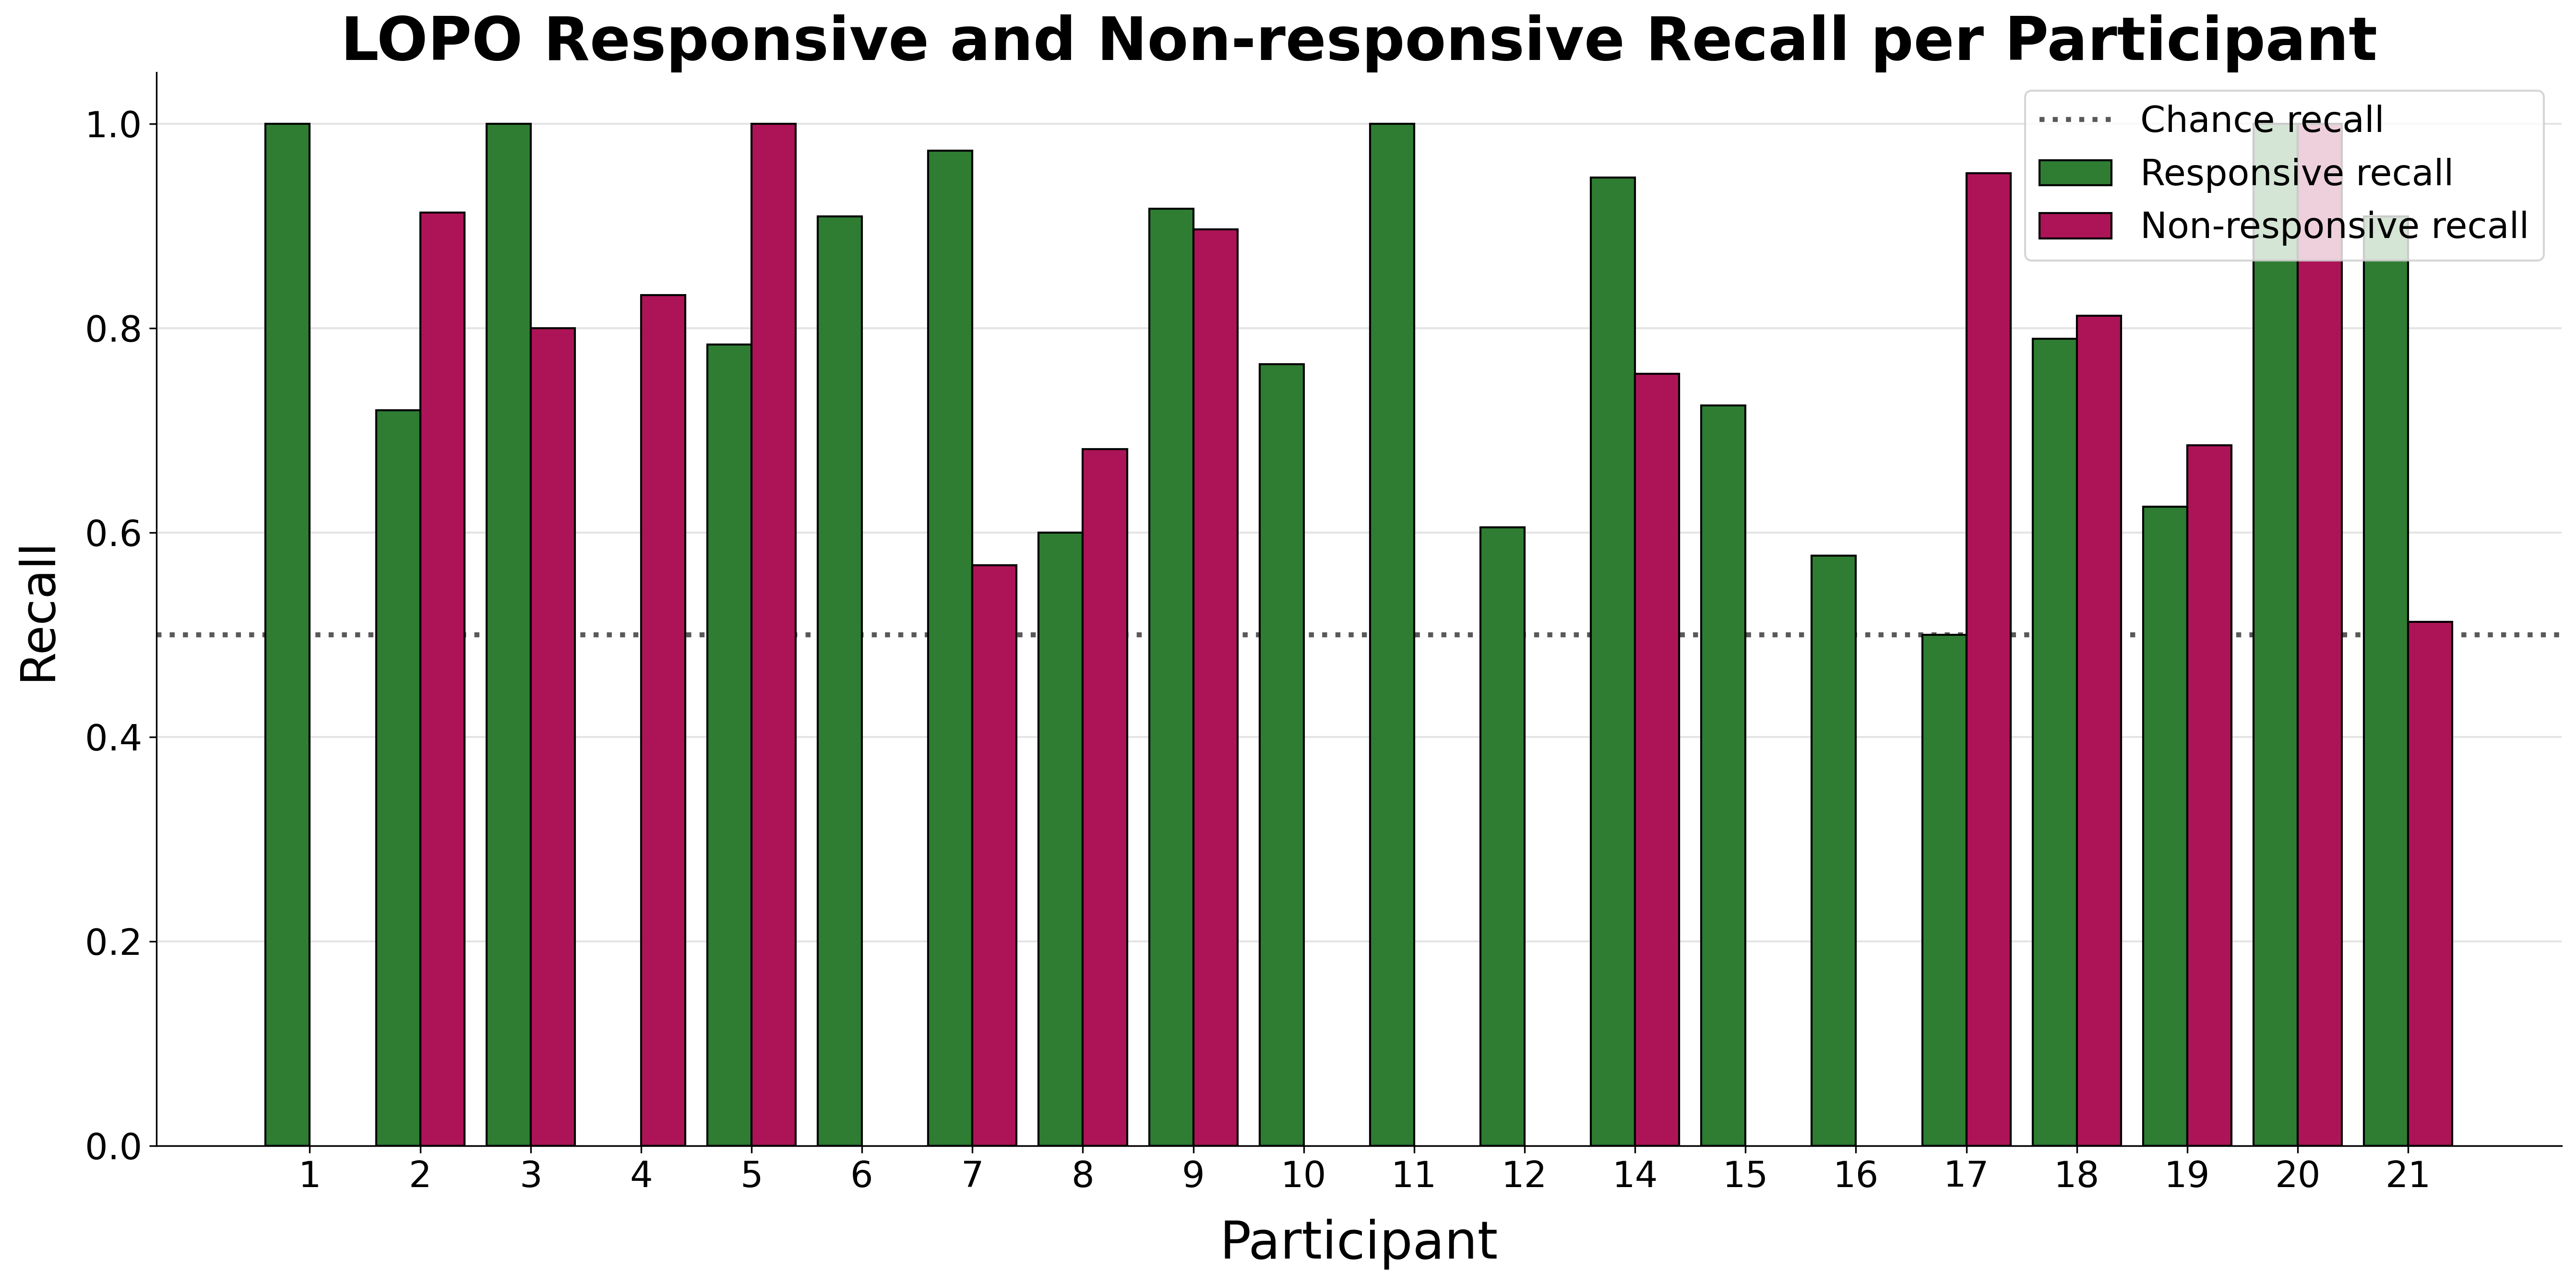 LOPO Responsive and Non-responsive Recall per Participant
Chance recall
Responsive recall
Non-responsive recall
Recall
1.0
0.8
0.6
0.4
0.2
0.0
1 2 3 4 5 6 7 8 9 10 11 12 14 15 16 17 18 19 20 21
Participant